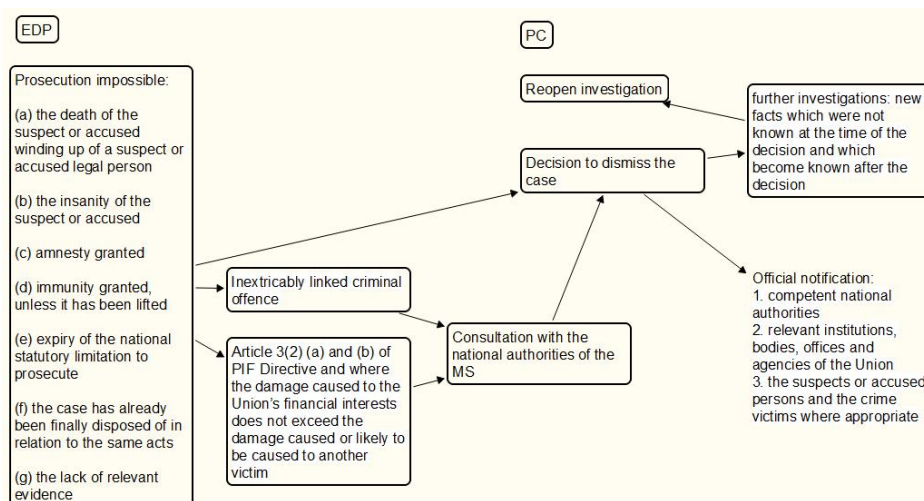 EDP
PC
Prosecution impossible:
(a) the death of the
suspect or accused
winding up of a suspect or
accused legal person
(b) the insanity of the
suspect or accused
(c) amnesty granted
(d) immunity granted,
unless it has been lifted
(e) expiry of the national
statutory limitation to
prosecute
(f) the case has already
been finally disposed of in
relation to the same acts
(g) the lack of relevant
evidence
Inextricably linked criminal
offence
Article 3(2) (a) and (b) of
PIF Directive and where
the damage caused to the
Union's financial interests
does not exceed the
damage caused or likely to
be caused to another
victim
Consultation with the
national authorities of the
MS
Reopen investigation
Decision to dismiss the
case
further investigations: new
facts which were not
known at the time of the
decision and which
become known after the
decision
Official notification:
1. competent national
authorities
2. relevant institutions,
bodies, offices and
agencies of the Union
3. the suspects or accused
persons and the crime
victims where appropriate